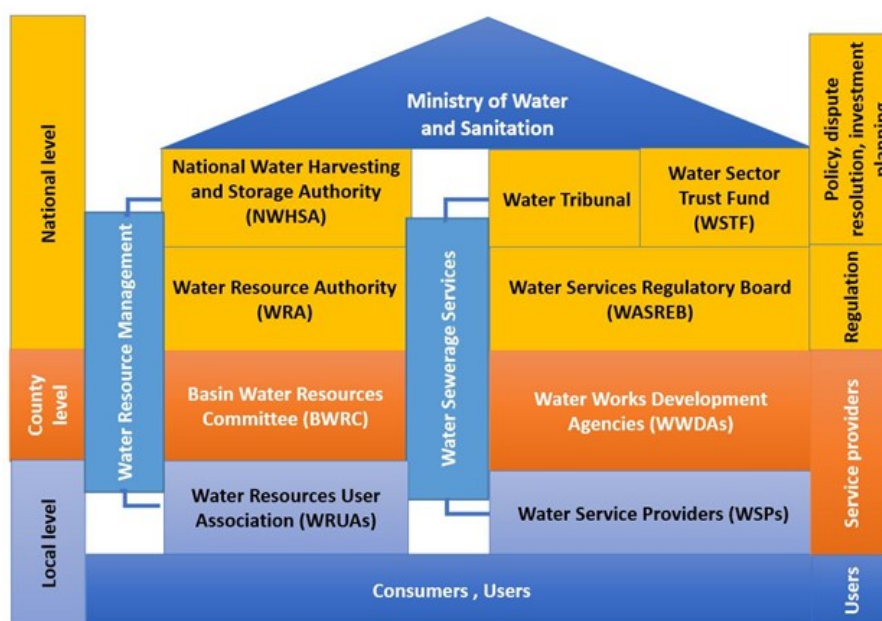 Ministry of Water
and Sanitation
National level
County
level
Local level
Water Resource Management
National Water Harvesting
and Storage Authority
(NWHSA)
Water Resource Authority
(WRA)
Basin Water Resources
Committee (BWRC)
Water Resources User
Association (WRUAs)
Water Sewerage Services
Water Tribunal
Water Sector
Trust Fund
(WSTF)
Water Services Regulatory Board
(WASREB)
Water Works Development
Agencies (WWDAs)
Water Service Providers (WSPs)
Policy, dispute
resolution, investment
planning
Regulation
Service providers
Users
Consumers , Users